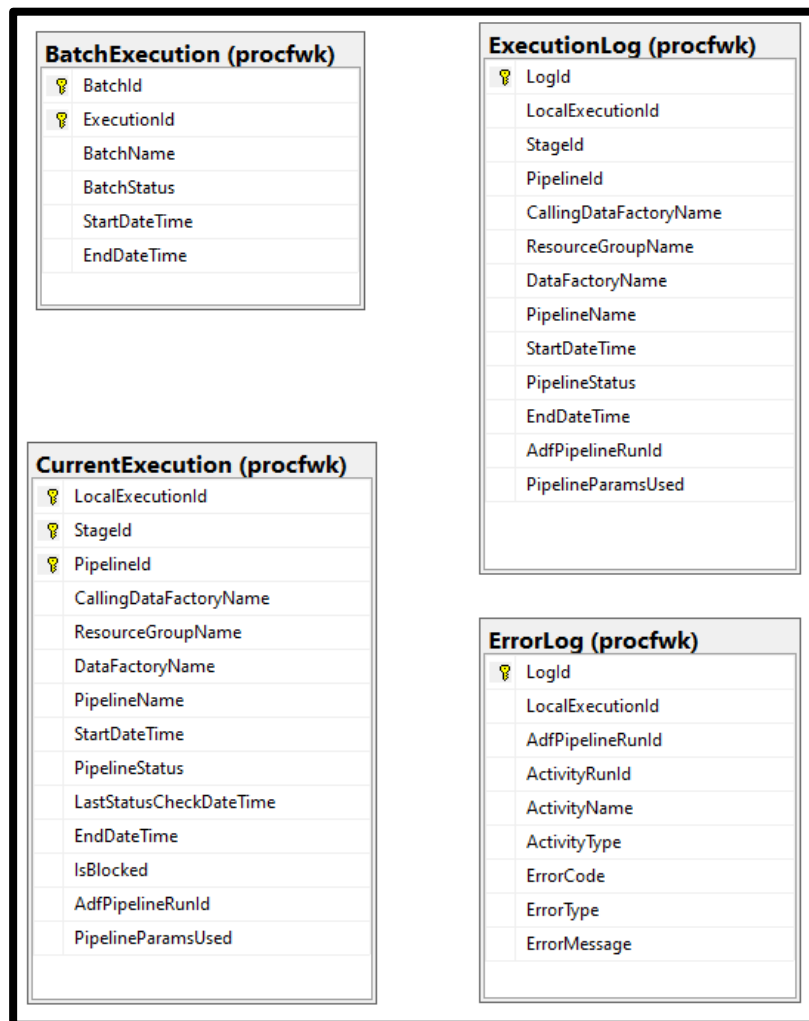 BatchExecution (procfwk)
BatchId
ExecutionId
BatchName
BatchStatus
StartDateTime
EndDateTime
ExecutionLog (procfwk)
LogId
LocalExecutionId
StageId
PipelineId
CallingDataFactoryName
ResourceGroupName
DataFactoryName
PipelineName
StartDateTime
PipelineStatus
EndDateTime
AdfPipelineRunId
PipelineParamsUsed
CurrentExecution (procfwk)
LocalExecutionId
StageId
PipelineId
CallingDataFactoryName
ResourceGroupName
DataFactoryName
PipelineName
StartDateTime
PipelineStatus
LastStatusCheckDateTime
EndDateTime
IsBlocked
AdfPipelineRunId
PipelineParamsUsed
ErrorLog (procfwk)
LogId
LocalExecutionId
AdfPipelineRunId
ActivityRunId
ActivityName
ActivityType
ErrorCode
ErrorType
ErrorMessage